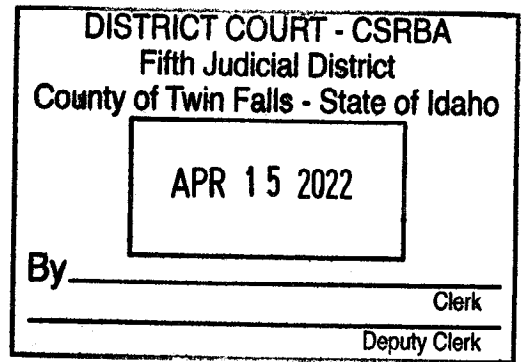 DISTRICT COURT - CSRBA
Fifth Judicial District
County of Twin Falls - State of Idaho
APR 15 2022
By
Clerk
Deputy Clerk